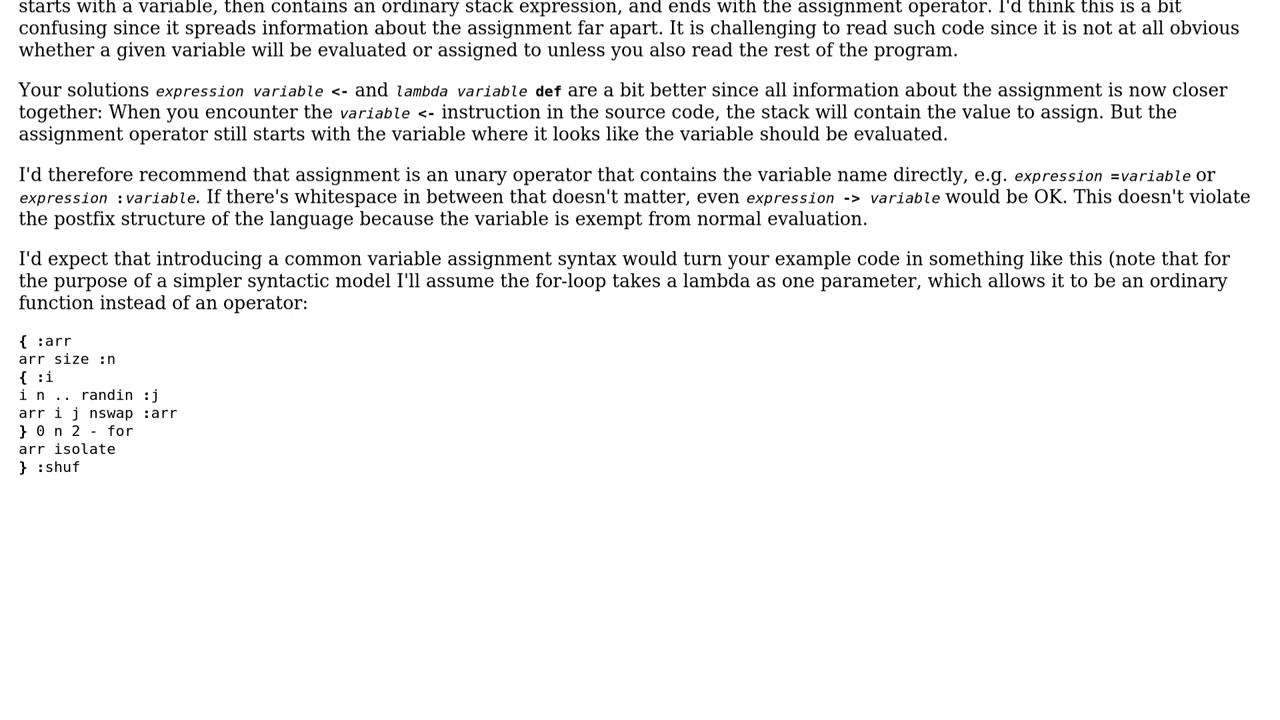 starts with a variable, then contains an ordinary stack expression, and ends with the assignment operator. I'd think this is a bit
confusing since it spreads information about the assignment far apart. It is challenging to read such code since it is not at all obvious
whether a given variable will be evaluated or assigned to unless you also read the rest of the program.
Your solutions expression variable <- and lambda variable def are a bit better since all information about the assignment is now closer
together: When you encounter the variable <- instruction in the source code, the stack will contain the value to assign. But the
assignment operator still starts with the variable where it looks like the variable should be evaluated.
I'd therefore recommend that assignment is an unary operator that contains the variable name directly, e.g. expression =variable or
expression :variable. If there's whitespace in between that doesn't matter, even expression -> variable would be OK. This doesn't violate
the postfix structure of the language because the variable is exempt from normal evaluation.
I'd expect that introducing a common variable assignment syntax would turn your example code in something like this (note that for
the purpose of a simpler syntactic model I'll assume the for-loop takes a lambda as one parameter, which allows it to be an ordinary
function instead of an operator:
{ :arr
arr size :n
{ :i
i n .. randin :j
arr i j nswap :arr
} 0 n 2 - for
arr isolate
} :shuf